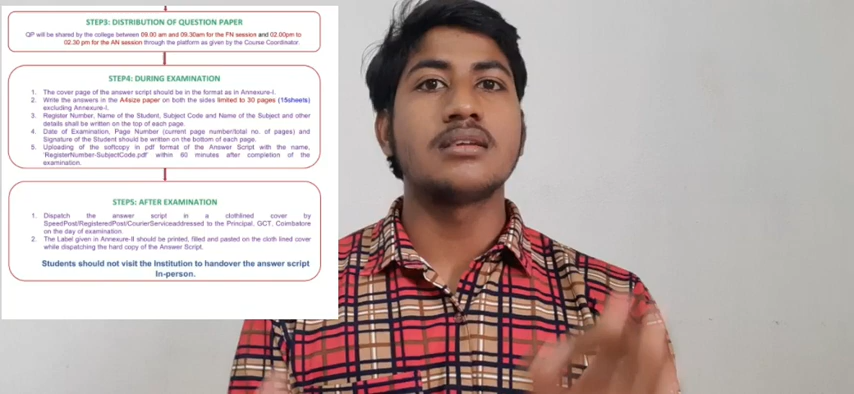 STEP3: DISTRIBUTION OF QUESTION PAPER
QP will be shared by the college between 09.00 am and 09.30am for the FN session and 02.00pm to
02.30 pm for the AN session through the platform as given by the Course Coordinator.
STEP4: DURING EXAMINATION
1. The cover page of the answer script should be in the format as in Annexure-I.
2. Write the answers in the A4size paper on both the sides limited to 30 pages (15sheets)
excluding Annexure-I.
3. Register Number, Name of the Student, Subject Code and Name of the Subject and other
details shall be written on the top of each page.
4. Date of Examination, Page Number (current page number/total no. of pages) and
Signature of the Student should be written on the bottom of each page.
5. Uploading of the softcopy in pdf format of the Answer Script with the name,
'RegisterNumber-SubjectCode.pdf' within 60 minutes after completion of the
examination.
STEP5: AFTER EXAMINATION
1. Dispatch the answer script in a clothlined cover by
SpeedPost/RegisteredPost/CourierServiceaddressed to the Principal, GCT, Coimbatore
on the day of examination.
2. The Label given in Annexure-II should be printed, filled and pasted on the cloth lined cover
while dispatching the hard copy of the Answer Script.
Students should not visit the Institution to handover the answer script
In-person.